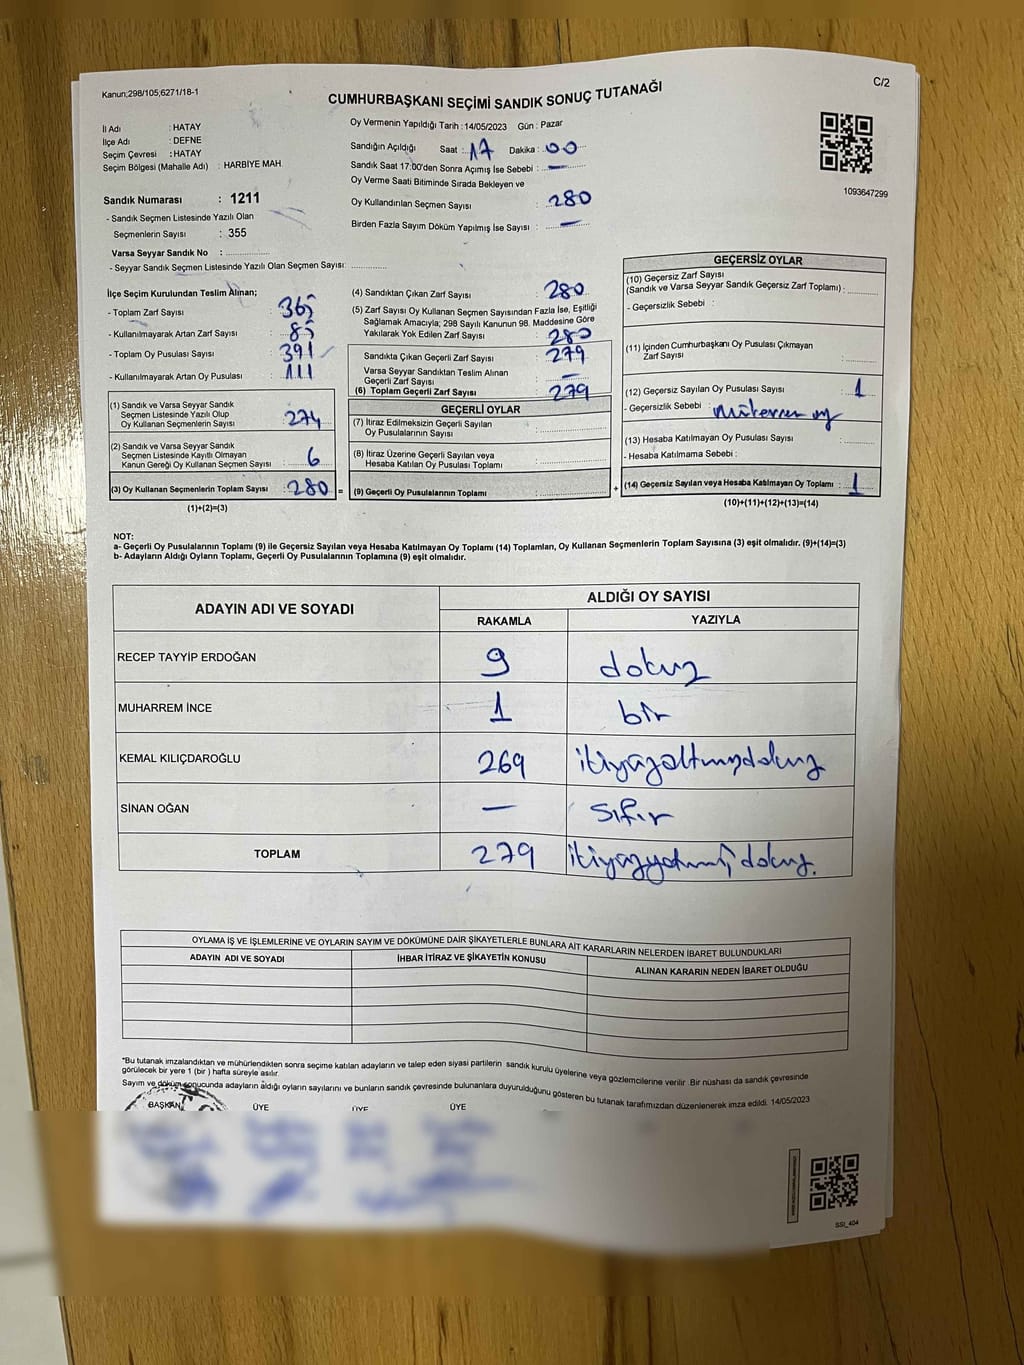 Kanun;298/105,6271/18-1
C/2
CUMHURBAŞKANI SEÇİMİ SANDIK SONUÇ TUTANAĞI
İl Adı : HATAY
İlçe Adı : DEFNE
Seçim Çevresi : HATAY
Seçim Bölgesi (Mahalle Adı) : HARBİYE MAH.
Oy Vermenin Yapıldığı Tarih : 14/05/2023 Gün : Pazar
Sandığın Açıldığı Saat : 17 Dakika : 00
Sandık Saat 17:00'den Sonra Açımış İse Sebebi : —
Oy Verme Saati Bitiminde Sırada Bekleyen ve
Oy Kullandırılan Seçmen Sayısı : 280
Birden Fazla Sayım Döküm Yapılmış İse Sayısı : —
1093647299
Sandık Numarası : 1211
- Sandık Seçmen Listesinde Yazılı Olan
Seçmenlerin Sayısı : 355
Varsa Seyyar Sandık No :
- Seyyar Sandık Seçmen Listesinde Yazılı Olan Seçmen Sayısı:
İlçe Seçim Kurulundan Teslim Alınan;
- Toplam Zarf Sayısı 365
- Kullanılmayarak Artan Zarf Sayısı : 85
- Toplam Oy Pusulası Sayısı 391
- Kullanılmayarak Artan Oy Pusulası : 111
(1) Sandık ve Varsa Seyyar Sandık
Seçmen Listesinde Yazılı Olup
Oy Kullanan Seçmenlerin Sayısı : 274
(2) Sandık ve Varsa Seyyar Sandık
Seçmen Listesinde Kayıtlı Olmayan
Kanun Gereği Oy Kullanan Seçmen Sayısı : 6
(3) Oy Kullanan Seçmenlerin Toplam Sayısı : 280 =
(1)+(2)=(3)
(4) Sandıktan Çıkan Zarf Sayısı : 280
(5) Zarf Sayısı Oy Kullanan Seçmen Sayısından Fazla İse, Eşitliği
Sağlamak Amacıyla; 298 Sayılı Kanunun 98. Maddesine Göre
Yakılarak Yok Edilen Zarf Sayısı : 280
Sandıkta Çıkan Geçerli Zarf Sayısı : 279
Varsa Seyyar Sandıktan Teslim Alınan
Geçerli Zarf Sayısı : —
(6) Toplam Geçerli Zarf Sayısı : 279
GEÇERLİ OYLAR
(7) İtiraz Edilmeksizin Geçerli Sayılan
Oy Pusulalarının Sayısı :
(8) İtiraz Üzerine Geçerli Sayılan veya
Hesaba Katılan Oy Pusulası Toplamı :
(9) Geçerli Oy Pusulalarının Toplamı : +
GEÇERSİZ OYLAR
(10) Geçersiz Zarf Sayısı
(Sandık ve Varsa Seyyar Sandık Geçersiz Zarf Toplamı) :
- Geçersizlik Sebebi :
(11) İçinden Cumhurbaşkanı Oy Pusulası Çıkmayan
Zarf Sayısı :
(12) Geçersiz Sayılan Oy Pusulası Sayısı : 1
- Geçersizlik Sebebi : Mükerrer oy
(13) Hesaba Katılmayan Oy Pusulası Sayısı :
- Hesaba Katılmama Sebebi :
(14) Geçersiz Sayılan veya Hesaba Katılmayan Oy Toplamı : 1
(10)+(11)+(12)+(13)=(14)
NOT:
a- Geçerli Oy Pusulalarının Toplamı (9) ile Geçersiz Sayılan veya Hesaba Katılmayan Oy Toplamı (14) Toplamları, Oy Kullanan Seçmenlerin Toplam Sayısına (3) eşit olmalıdır. (9)+(14)=(3)
b- Adayların Aldığı Oyların Toplamı, Geçerli Oy Pusulalarının Toplamına (9) eşit olmalıdır.
ADAYIN ADI VE SOYADI
ALDIĞI OY SAYISI
RAKAMLA YAZIYLA
RECEP TAYYİP ERDOĞAN 9 dokuz
MUHARREM İNCE 1 bir
KEMAL KILIÇDAROĞLU 269 ikiyüzaltmışdokuz
SİNAN OĞAN — sıfır
TOPLAM 279 ikiyüzyetmişdokuz.
OYLAMA İŞ VE İŞLEMLERİNE VE OYLARIN SAYIM VE DÖKÜMÜNE DAİR ŞİKAYETLERLE BUNLARA AİT KARARLARIN NELERDEN İBARET BULUNDUKLARI
ADAYIN ADI VE SOYADI İHBAR İTİRAZ VE ŞİKAYETİN KONUSU ALINAN KARARIN NEDEN İBARET OLDUĞU
*Bu tutanak imzalandıktan ve mühürlendikten sonra seçime katılan adayların ve talep eden siyasi partilerin sandık kurulu üyelerine veya gözlemcilerine verilir .Bir nüshası da sandık çevresinde
görülecek bir yere 1 (bir ) hafta süreyle asılır.
Sayım ve döküm sonucunda adayların aldığı oyların sayılarını ve bunların sandık çevresinde bulunanlara duyurulduğunu gösteren bu tutanak tarafımızdan düzenlenerek imza edildi. 14/05/2023
BAŞKAN ÜYE ÜYE ÜYE
SSI_404